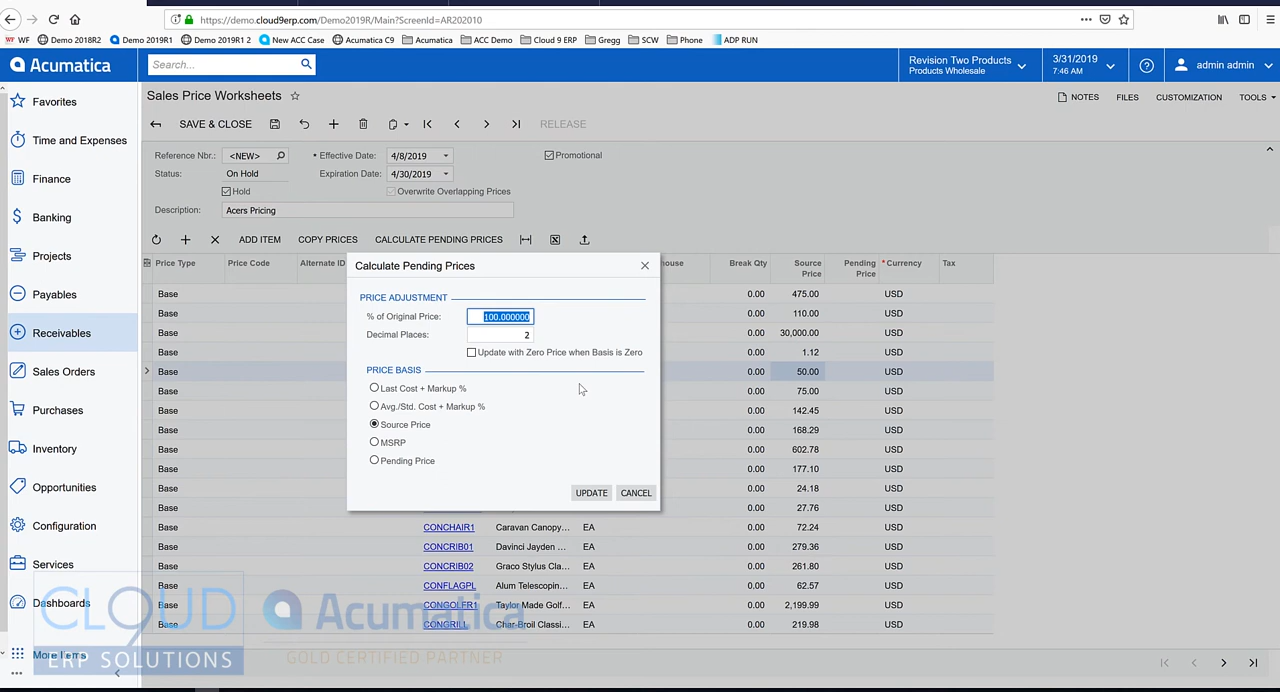 https://demo.cloud9erp.com/Demo2019R/Main?ScreenId=AR202010
WF Demo 2018R2 Demo 2019R1 Demo 2019R1 2 New ACC Case Acumatica C9 Acumatica ACC Demo Cloud 9 ERP Gregg SCW Phone ADP RUN
Acumatica
Search...
Revision Two Products
Products Wholesale
3/31/2019
7:46 AM
admin admin
Favorites
Time and Expenses
Finance
Banking
Projects
Payables
Receivables
Sales Orders
Purchases
Inventory
Opportunities
Configuration
Services
Dashboards
More Items
Sales Price Worksheets
NOTES FILES CUSTOMIZATION TOOLS
SAVE & CLOSE RELEASE
Reference Nbr.: <NEW> * Effective Date: 4/8/2019 Promotional
Status: On Hold Expiration Date: 4/30/2019
Hold Overwrite Overlapping Prices
Description: Acers Pricing
ADD ITEM COPY PRICES CALCULATE PENDING PRICES
Price Type Price Code Alternate ID house Break Qty Source Price Pending Price * Currency Tax
Base 0.00 475.00 USD
Base 0.00 110.00 USD
Base 0.00 30,000.00 USD
Base 0.00 1.12 USD
Base 0.00 50.00 USD
Base 0.00 75.00 USD
Base 0.00 142.45 USD
Base 0.00 168.29 USD
Base 0.00 602.78 USD
Base 0.00 177.10 USD
Base 0.00 24.18 USD
Base 0.00 27.76 USD
Base CONCHAIR1 Caravan Canopy... EA 0.00 72.24 USD
Base CONCRIB01 Davinci Jayden ... EA 0.00 279.36 USD
Base CONCRIB02 Graco Stylus Cla... EA 0.00 261.80 USD
Base CONFLAGPL Alum Telescopin... EA 0.00 62.57 USD
Base CONGOLFR1 Taylor Made Golf... EA 0.00 2,199.99 USD
Base CONGRILL Char-Broil Classi... EA 0.00 219.98 USD
Calculate Pending Prices
PRICE ADJUSTMENT
% of Original Price: 100.000000
Decimal Places: 2
Update with Zero Price when Basis is Zero
PRICE BASIS
Last Cost + Markup %
Avg./Std. Cost + Markup %
Source Price
MSRP
Pending Price
UPDATE CANCEL
CLOUD 9
ERP SOLUTIONS
Acumatica
GOLD CERTIFIED PARTNER